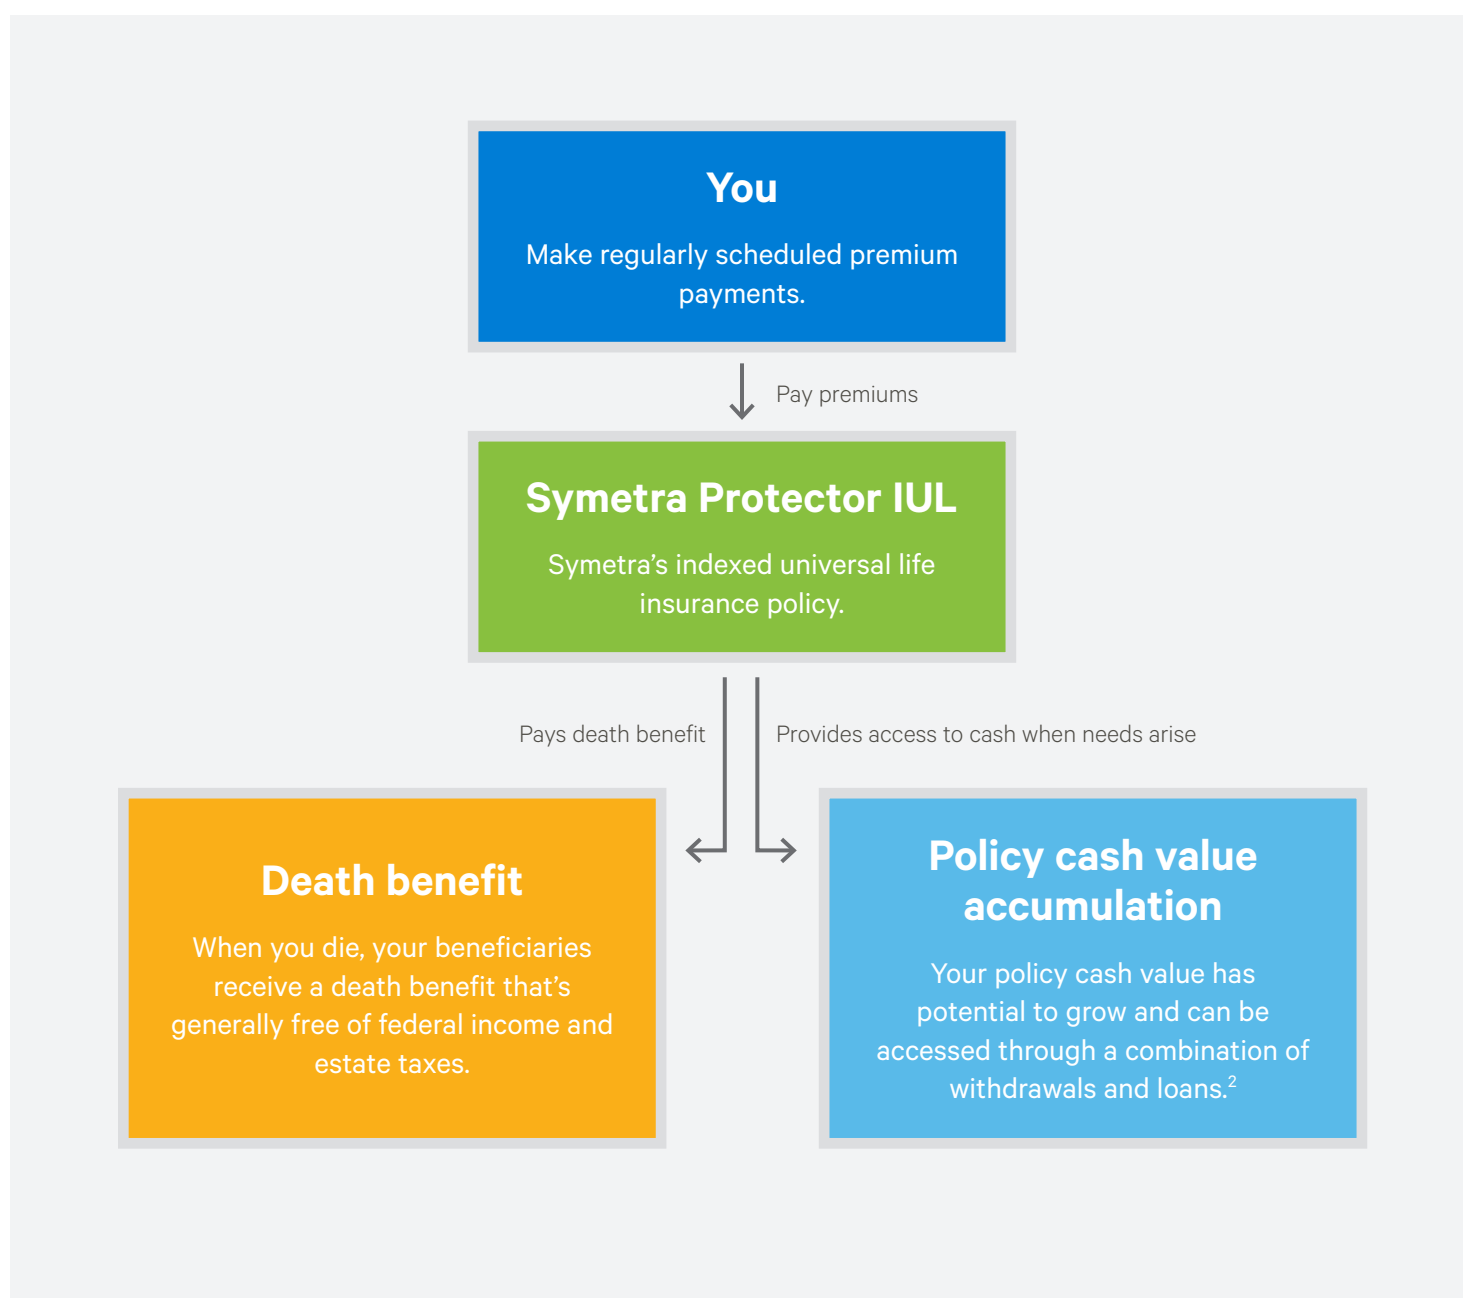 You
Make regularly scheduled premium
payments.
Pay premiums
Symetra Protector IUL
Symetra’s indexed universal life
insurance policy.
Pays death benefit
Provides access to cash when needs arise
Death benefit
When you die, your beneficiaries
receive a death benefit that’s
generally free of federal income and
estate taxes.
Policy cash value
accumulation
Your policy cash value has
potential to grow and can be
accessed through a combination of
withdrawals and loans.²